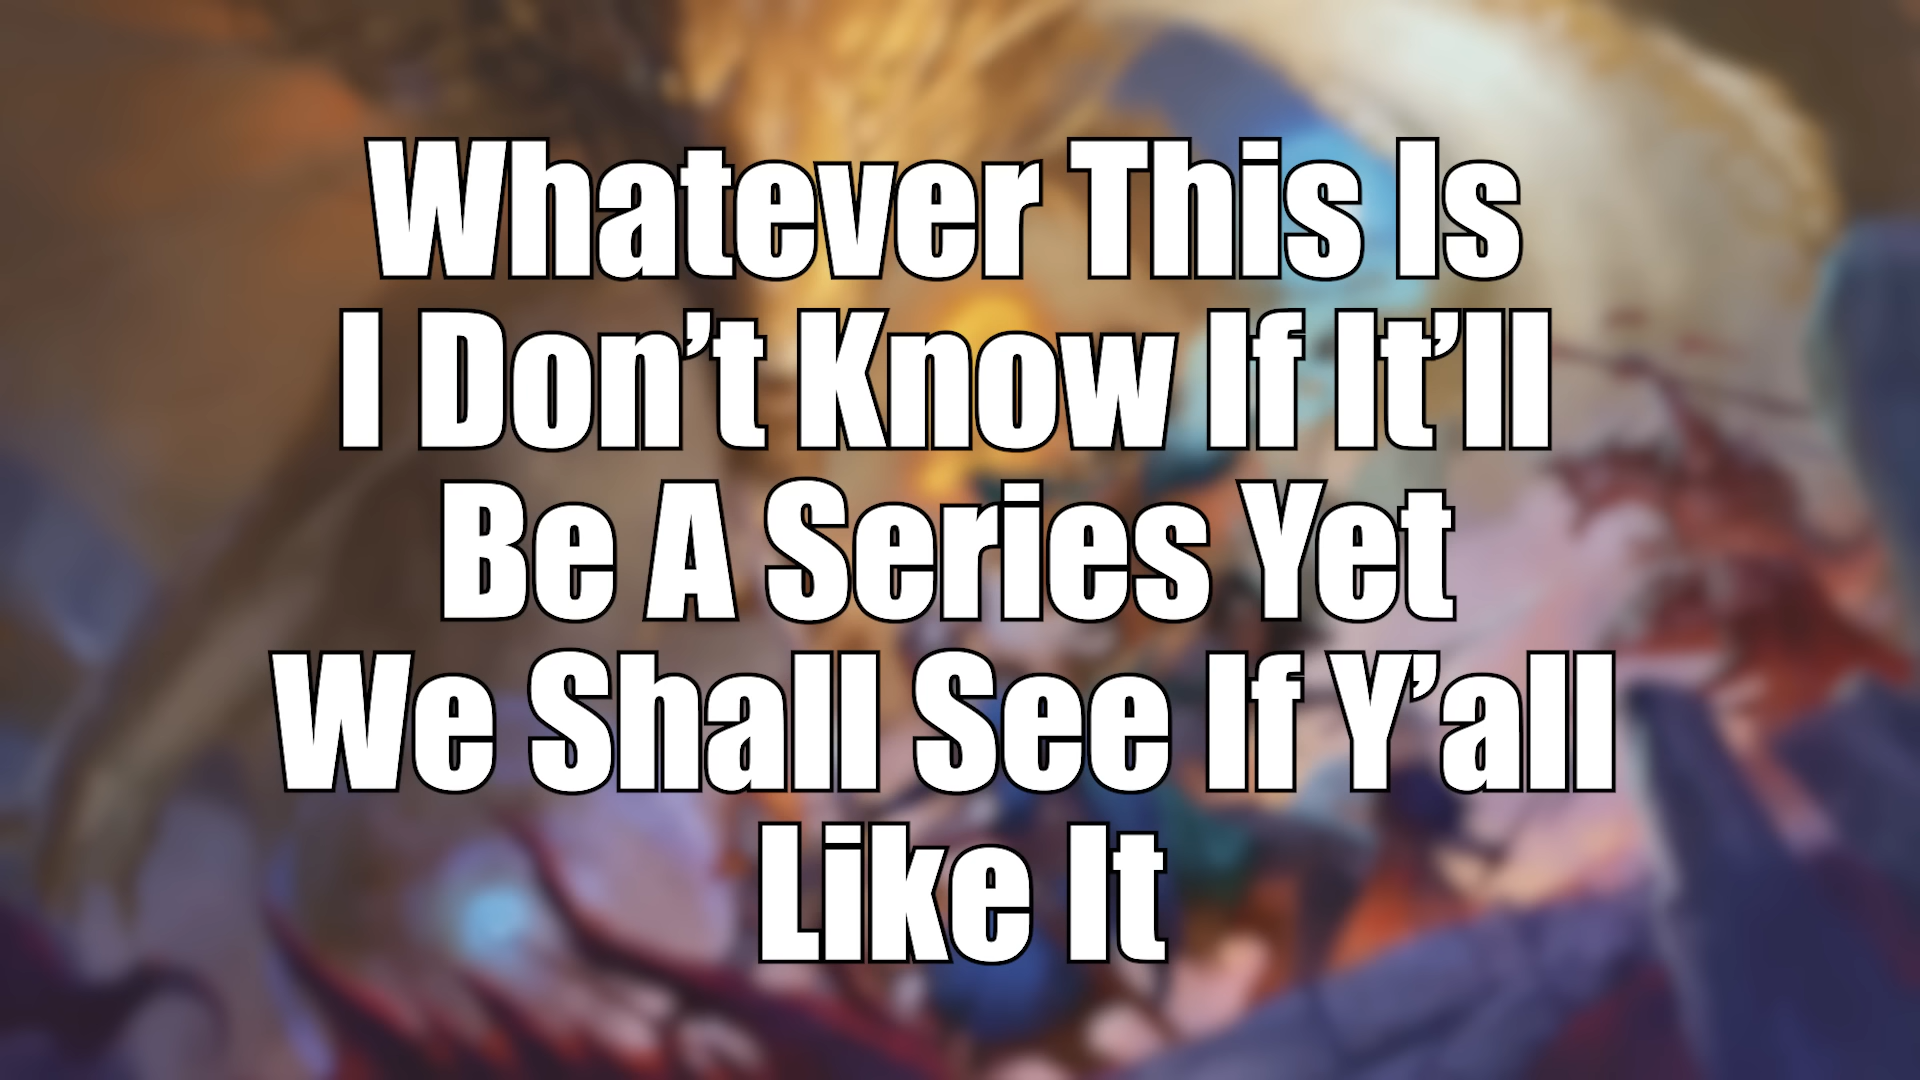 Whatever This Is
I Don’t Know If It’ll
Be A Series Yet
We Shall See If Y’all
Like It